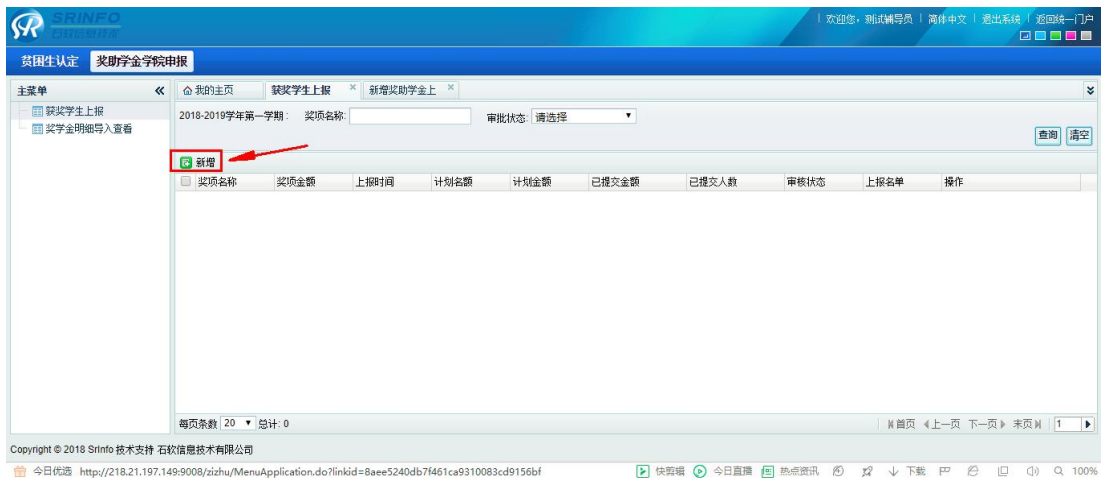 SRINFO
欢迎您，测试辅导员 | 简体中文 | 退出系统 | 返回统一门户
贫困生认定 奖助学金学院申报
主菜单 « 我的主页 获奖学生上报 × 新增奖助学金上 ×
获奖学生上报
奖学金明细导入查看
2018-2019学年第一学期： 奖项名称: 审批状态: 请选择
查询 清空
新增
奖项名称 奖项金额 上报时间 计划名额 计划金额 已提交金额 已提交人数 审核状态 上报名单 操作
每页条数 20 总计: 0 首页 上一页 下一页 末页 1
Copyright © 2018 SrInfo 技术支持 石软信息技术有限公司
今日优选 http://218.21.197.149:9008/zizhu/MenuApplication.do?linkid=8aee5240db7f461ca9310083cd9156bf 快剪辑 今日直播 热点资讯 下载 100%